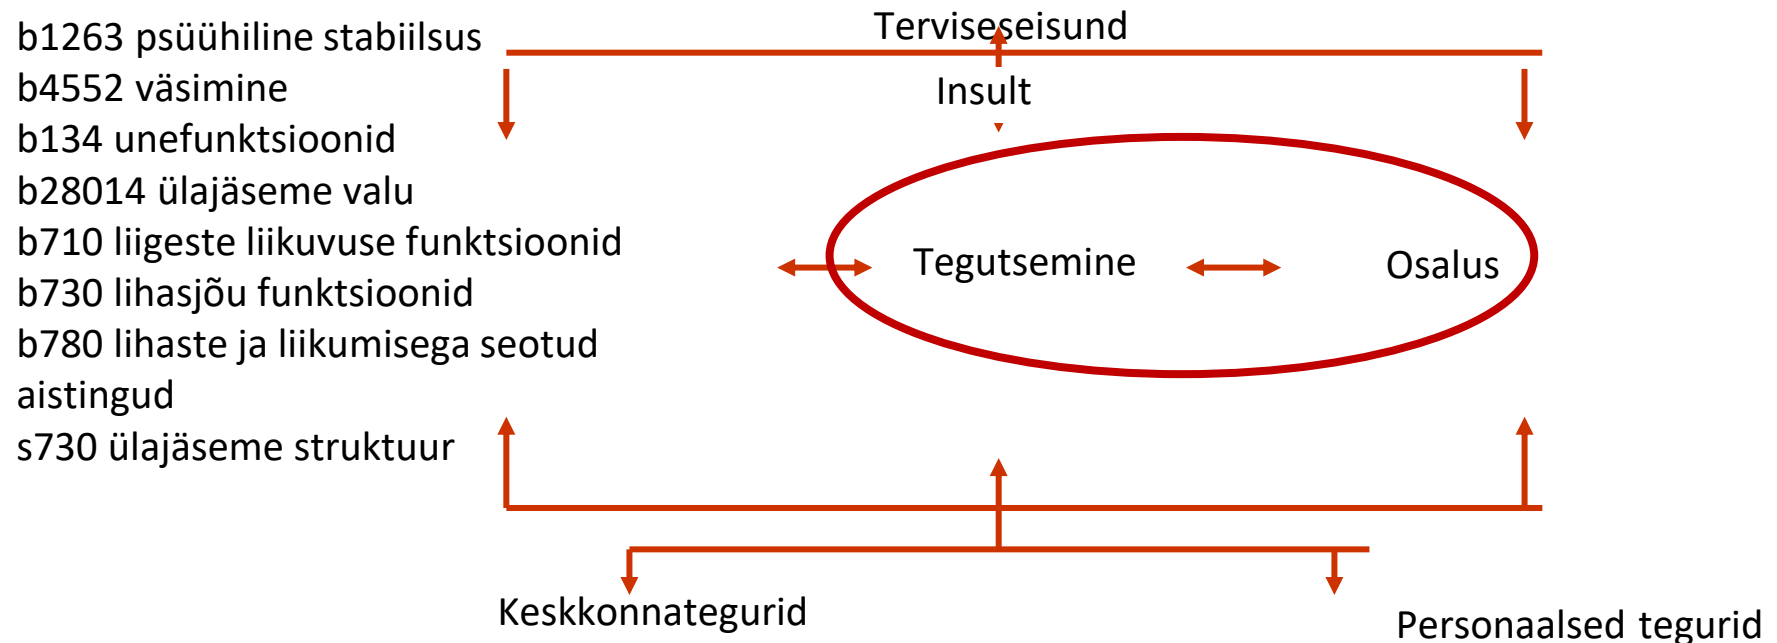 Terviseseisund
Insult
b1263 psüühiline stabiilsus
b4552 väsimine
b134 unefunktsioonid
b28014 ülajäseme valu
b710 liigeste liikuvuse funktsioonid
b730 lihasjõu funktsioonid
b780 lihaste ja liikumisega seotud
aistingud
s730 ülajäseme struktuur
Tegutsemine
Osalus
Keskkonnategurid
Personaalsed tegurid